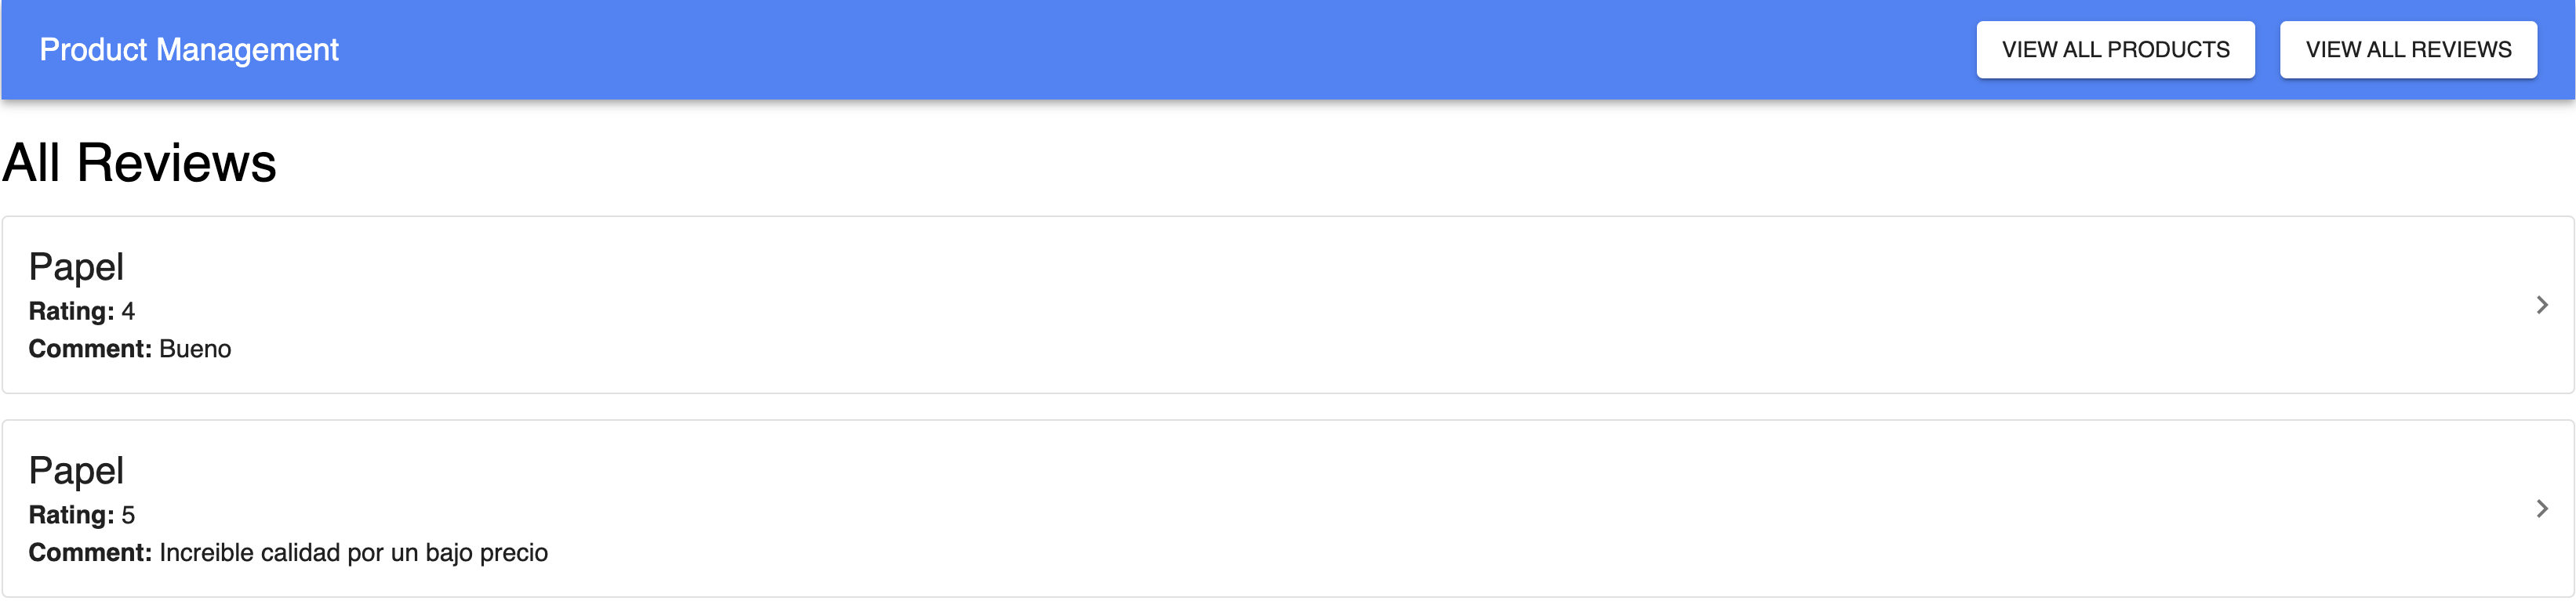 Product Management
VIEW ALL PRODUCTS
VIEW ALL REVIEWS
All Reviews
Papel
Rating: 4
Comment: Bueno
Papel
Rating: 5
Comment: Increible calidad por un bajo precio